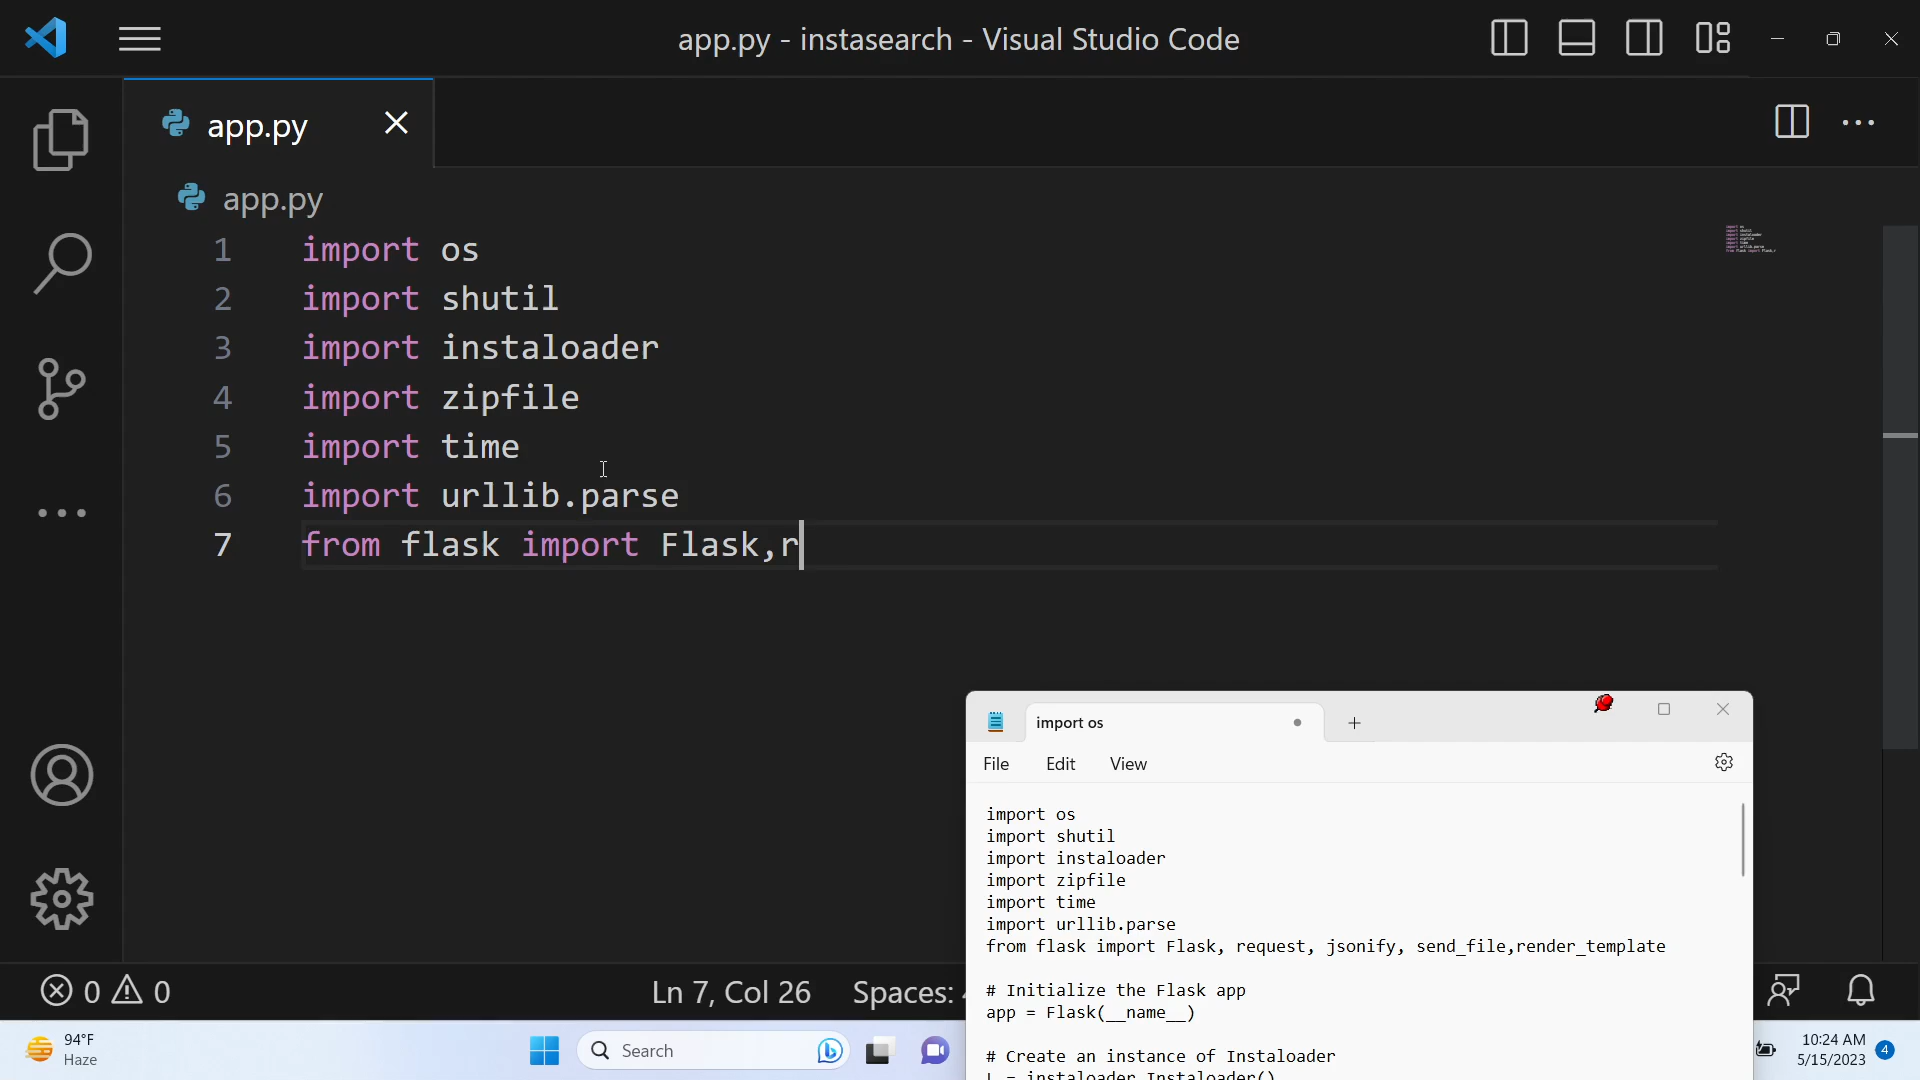 app.py - instasearch - Visual Studio Code
app.py
app.py
1 import os
2 import shutil
3 import instaloader
4 import zipfile
5 import time
6 import urllib.parse
7 from flask import Flask,r
import os
File Edit View
import os
import shutil
import instaloader
import zipfile
import time
import urllib.parse
from flask import Flask, request, jsonify, send_file,render_template
# Initialize the Flask app
app = Flask(__name__)
# Create an instance of Instaloader
L = instaloader.Instaloader()
0 0 Ln 7, Col 26 Spaces:
94°F
Haze
Search
10:24 AM
5/15/2023
4